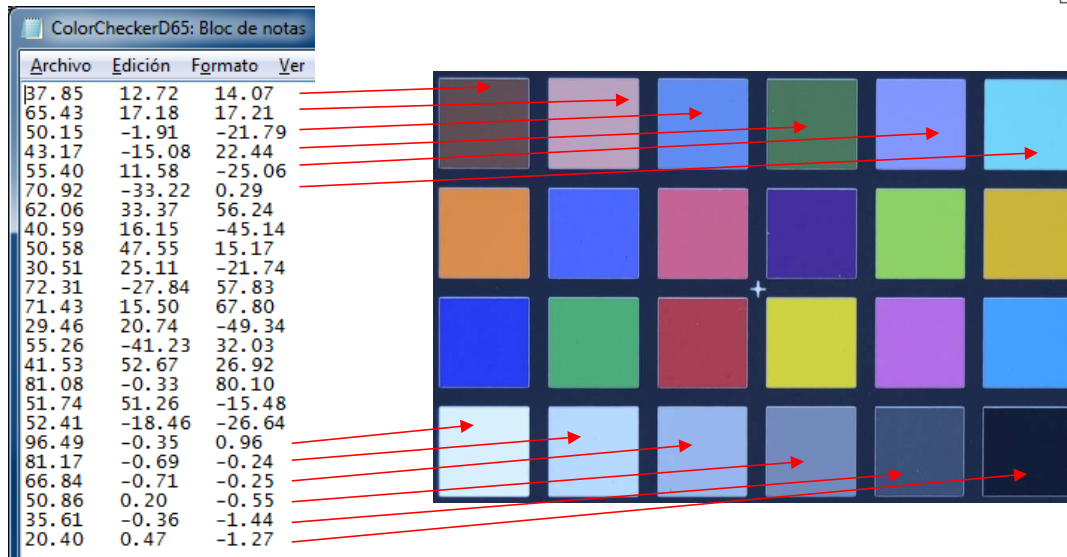 ColorCheckerD65: Bloc de notas
Archivo Edición Formato Ver
37.85 12.72 14.07
65.43 17.18 17.21
50.15 -1.91 -21.79
43.17 -15.08 22.44
55.40 11.58 -25.06
70.92 -33.22 0.29
62.06 33.37 56.24
40.59 16.15 -45.14
50.58 47.55 15.17
30.51 25.11 -21.74
72.31 -27.84 57.83
71.43 15.50 67.80
29.46 20.74 -49.34
55.26 -41.23 32.03
41.53 52.67 26.92
81.08 -0.33 80.10
51.74 51.26 -15.48
52.41 -18.46 -26.64
96.49 -0.35 0.96
81.17 -0.69 -0.24
66.84 -0.71 -0.25
50.86 0.20 -0.55
35.61 -0.36 -1.44
20.40 0.47 -1.27